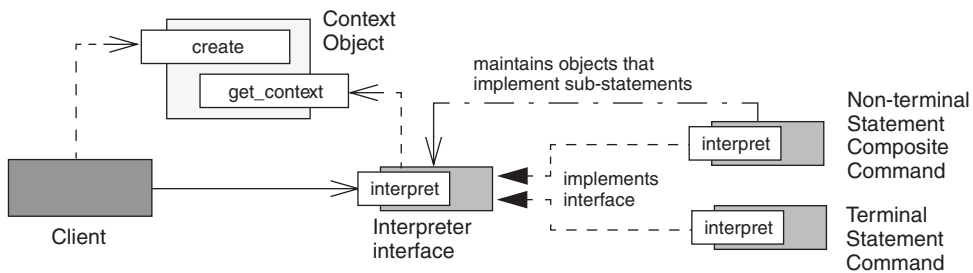 Context
Object
create
get_context
maintains objects that
implement sub-statements
Non-terminal
Statement
Composite
Command
interpret
interpret
implements
interface
Interpreter
interface
Client
interpret
Terminal
Statement
Command